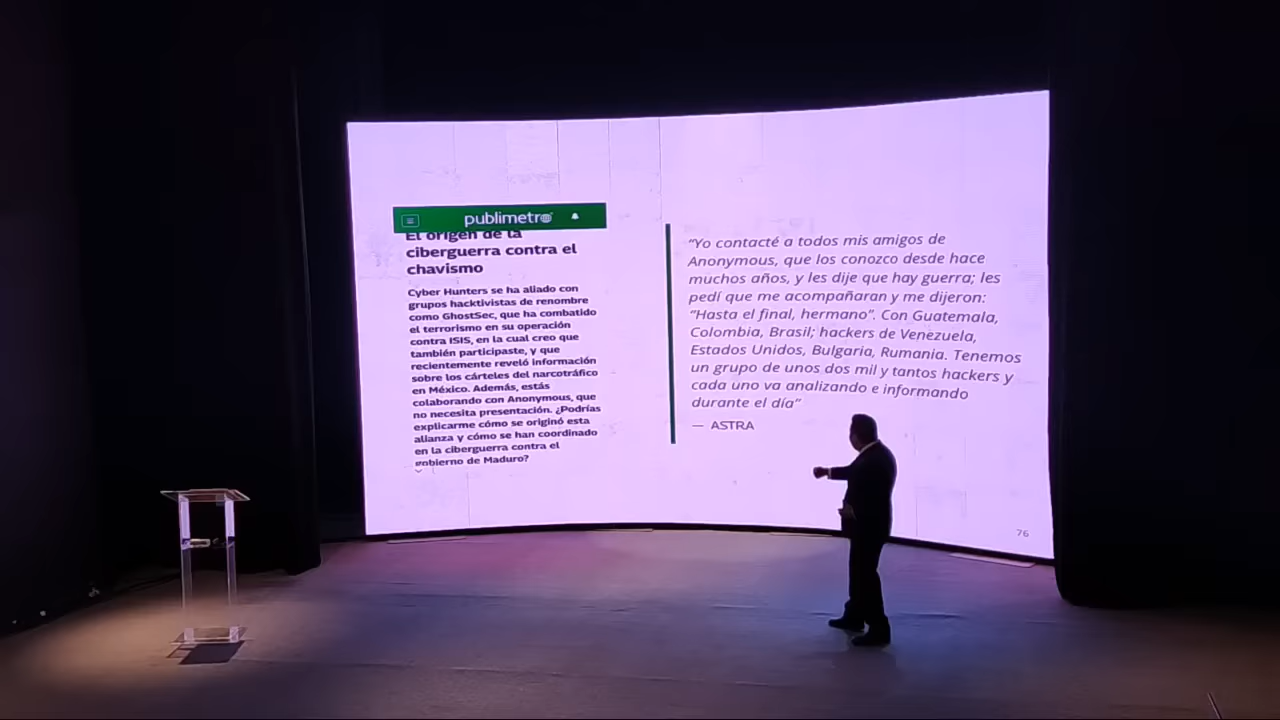 publimetro
El origen de la
ciberguerra contra el
chavismo
Cyber Hunters se ha aliado con
grupos hacktivistas de renombre
como GhostSec, que ha combatido
el terrorismo en su operación
contra ISIS, en la cual creo que
también participaste, y que
recientemente reveló información
sobre los cárteles del narcotráfico
en México. Además, estás
colaborando con Anonymous, que
no necesita presentación. ¿Podrías
explicarme cómo se originó esta
alianza y cómo se han coordinado
en la ciberguerra contra el
gobierno de Maduro?
“Yo contacté a todos mis amigos de
Anonymous, que los conozco desde hace
muchos años, y les dije que hay guerra; les
pedí que me acompañaran y me dijeron:
“Hasta el final, hermano”. Con Guatemala,
Colombia, Brasil; hackers de Venezuela,
Estados Unidos, Bulgaria, Rumania. Tenemos
un grupo de unos dos mil y tantos hackers y
cada uno va analizando e informando
durante el día”
— ASTRA
76